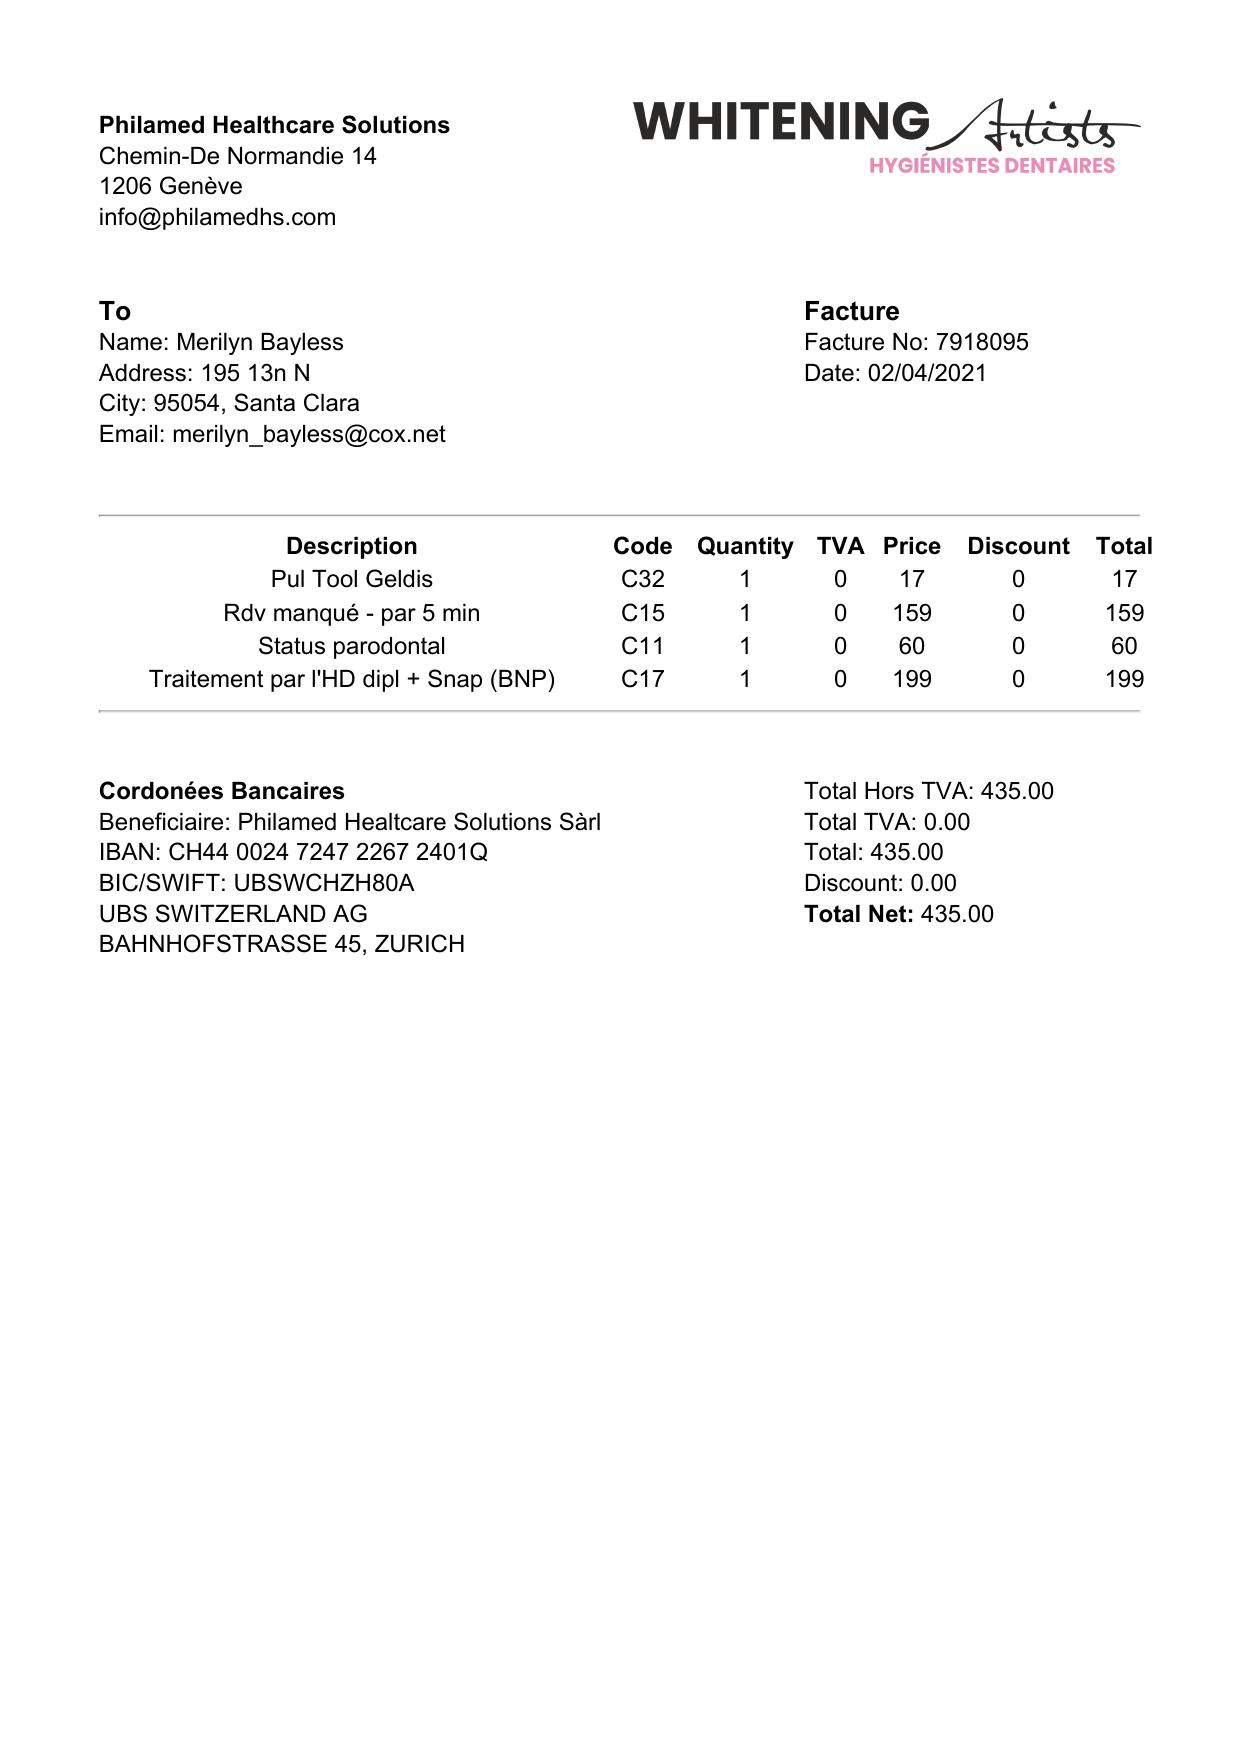 Philamed Healthcare Solutions
Chemin-De Normandie 14
1206 Genève
info@philamedhs.com
WHITENING Artists
HYGIÉNISTES DENTAIRES
To
Name: Merilyn Bayless
Address: 195 13n N
City: 95054, Santa Clara
Email: merilyn_bayless@cox.net
Facture
Facture No: 7918095
Date: 02/04/2021
Description Code Quantity TVA Price Discount Total
Pul Tool Geldis C32 1 0 17 0 17
Rdv manqué - par 5 min C15 1 0 159 0 159
Status parodontal C11 1 0 60 0 60
Traitement par l'HD dipl + Snap (BNP) C17 1 0 199 0 199
Cordonées Bancaires
Beneficiaire: Philamed Healtcare Solutions Sàrl
IBAN: CH44 0024 7247 2267 2401Q
BIC/SWIFT: UBSWCHZH80A
UBS SWITZERLAND AG
BAHNHOFSTRASSE 45, ZURICH
Total Hors TVA: 435.00
Total TVA: 0.00
Total: 435.00
Discount: 0.00
Total Net: 435.00